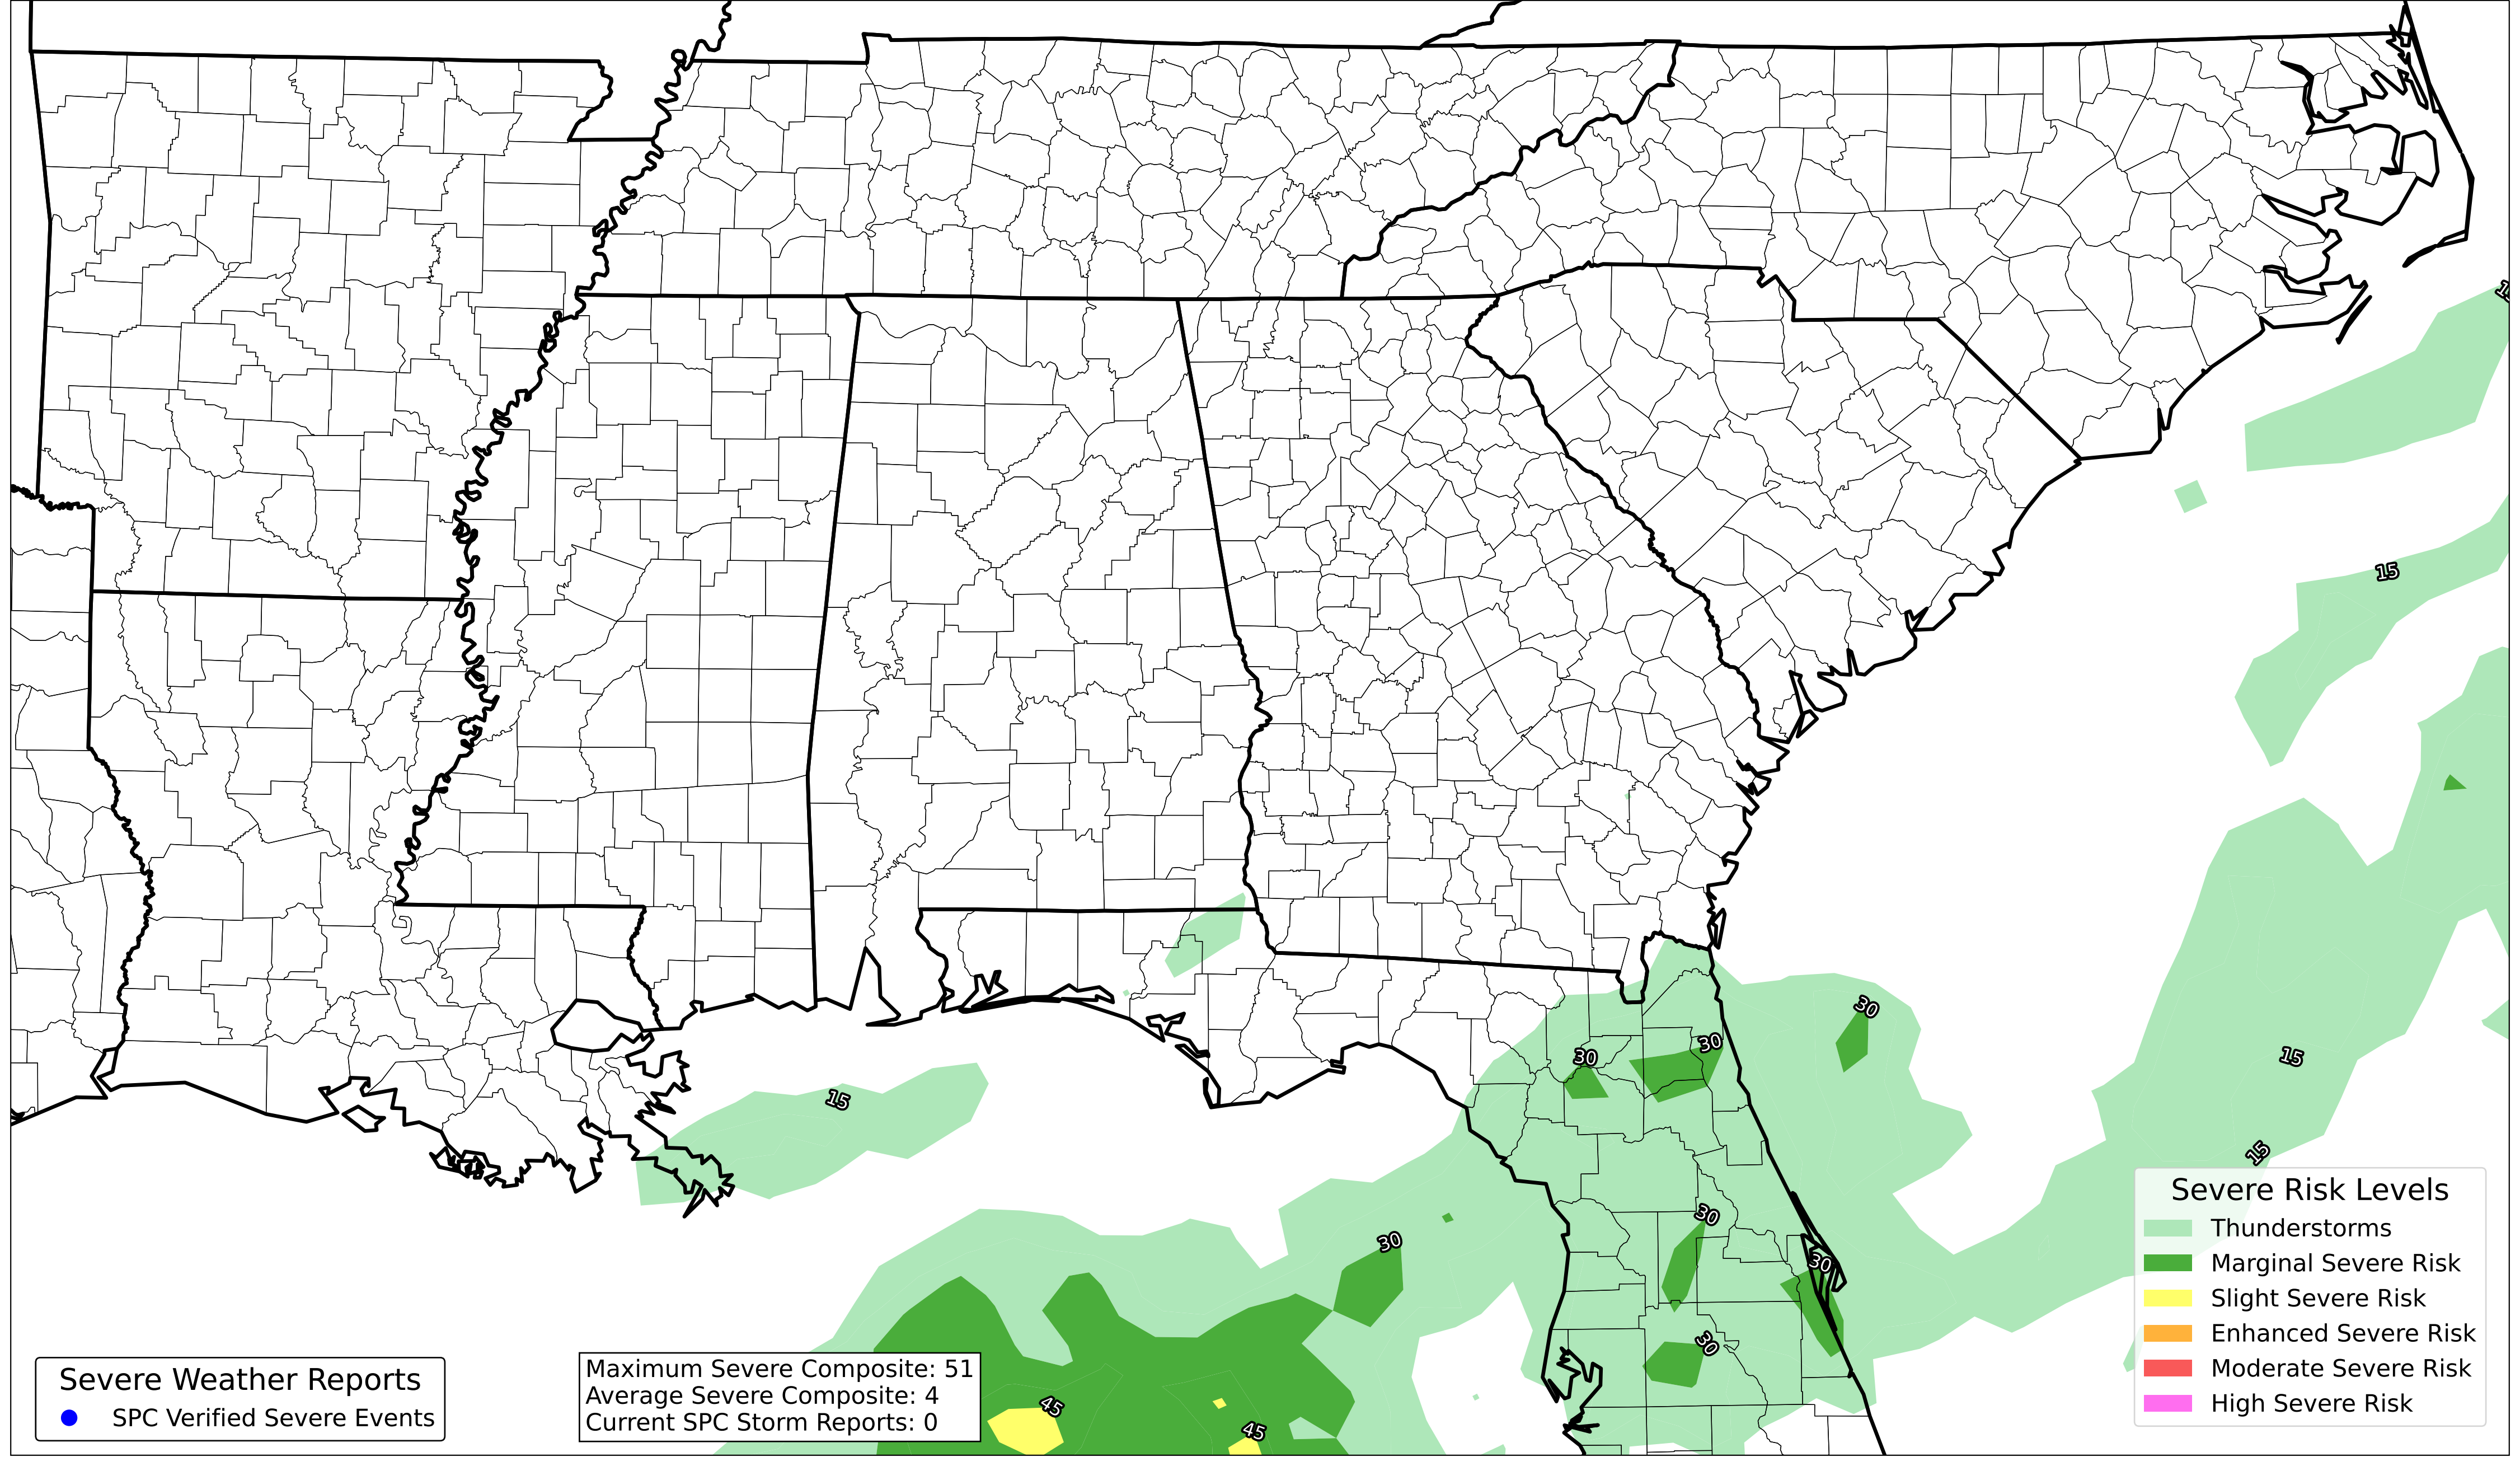 15
15
30
30
30
15
15
15
30
30
30
30
45
45
Severe Risk Levels
Thunderstorms
Marginal Severe Risk
Slight Severe Risk
Enhanced Severe Risk
Moderate Severe Risk
High Severe Risk
Severe Weather Reports
SPC Verified Severe Events
Maximum Severe Composite: 51
Average Severe Composite: 4
Current SPC Storm Reports: 0